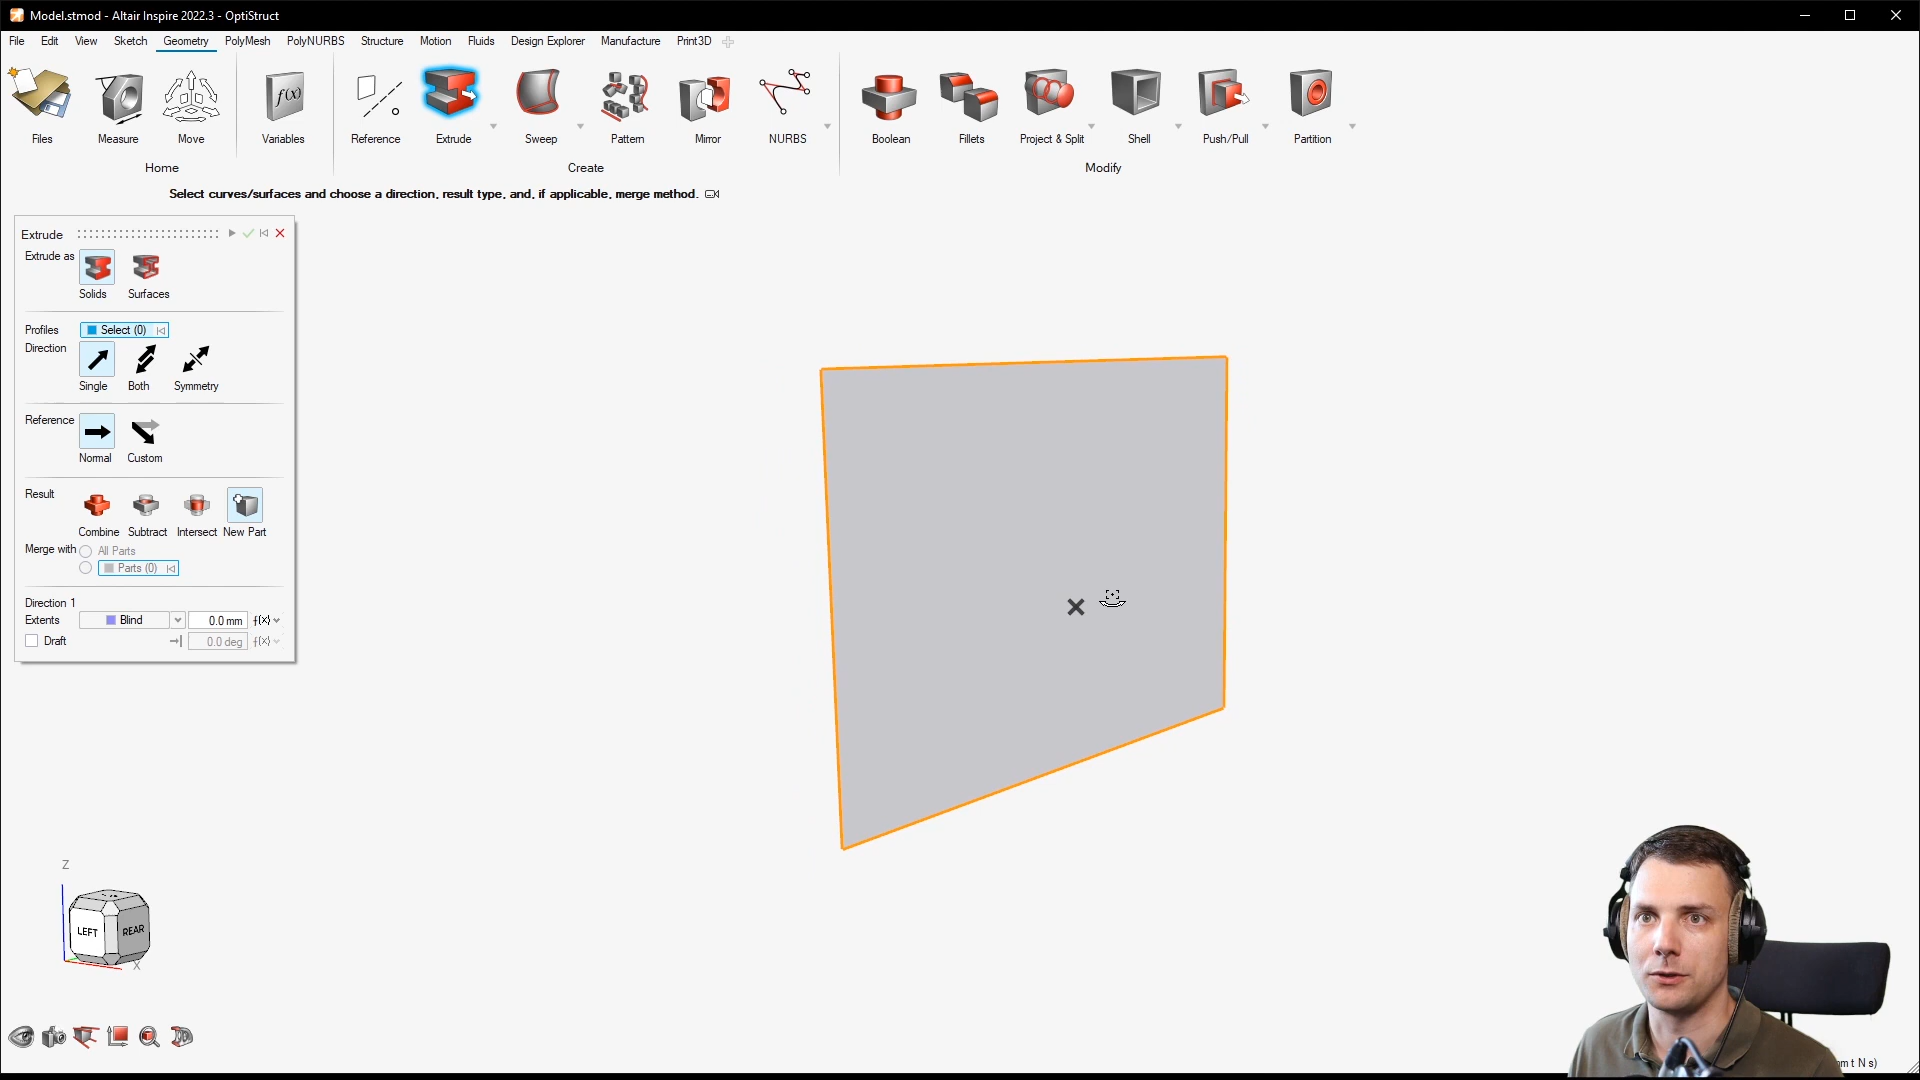 Model.stmod - Altair Inspire 2022.3 - OptiStruct
File Edit View Sketch Geometry PolyMesh PolyNURBS Structure Motion Fluids Design Explorer Manufacture Print3D
f(x)
Files Measure Move Variables Reference Extrude Sweep Pattern Mirror NURBS Boolean Fillets Project & Split Shell Push/Pull Partition
Home Create Modify
Select curves/surfaces and choose a direction, result type, and, if applicable, merge method.
Extrude
Extrude as
Solids Surfaces
Profiles Select (0)
Direction
Single Both Symmetry
Reference
Normal Custom
Result
Combine Subtract Intersect New Part
Merge with All Parts
Parts (0)
Direction 1
Extents Blind 0.0 mm f(x)
Draft 0.0 deg f(x)
Z
LEFT REAR
X
N s)